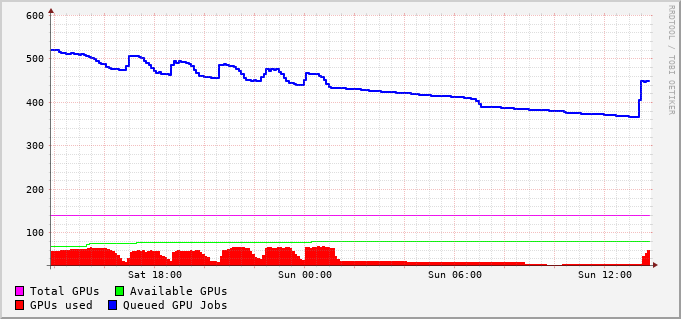 600
500
400
300
200
100
Sat 18:00 Sun 00:00 Sun 06:00 Sun 12:00
Total GPUs Available GPUs
GPUs used Queued GPU Jobs
RRDTOOL / TOBI OETIKER